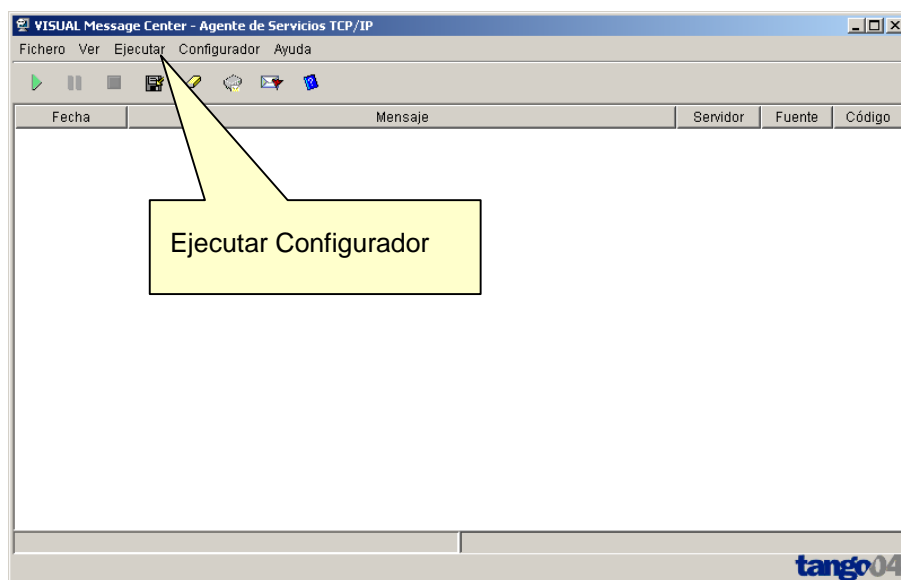 VISUAL Message Center - Agente de Servicios TCP/IP
Fichero Ver Ejecutar Configurador Ayuda
Fecha Mensaje Servidor Fuente Código
Ejecutar Configurador
tango04